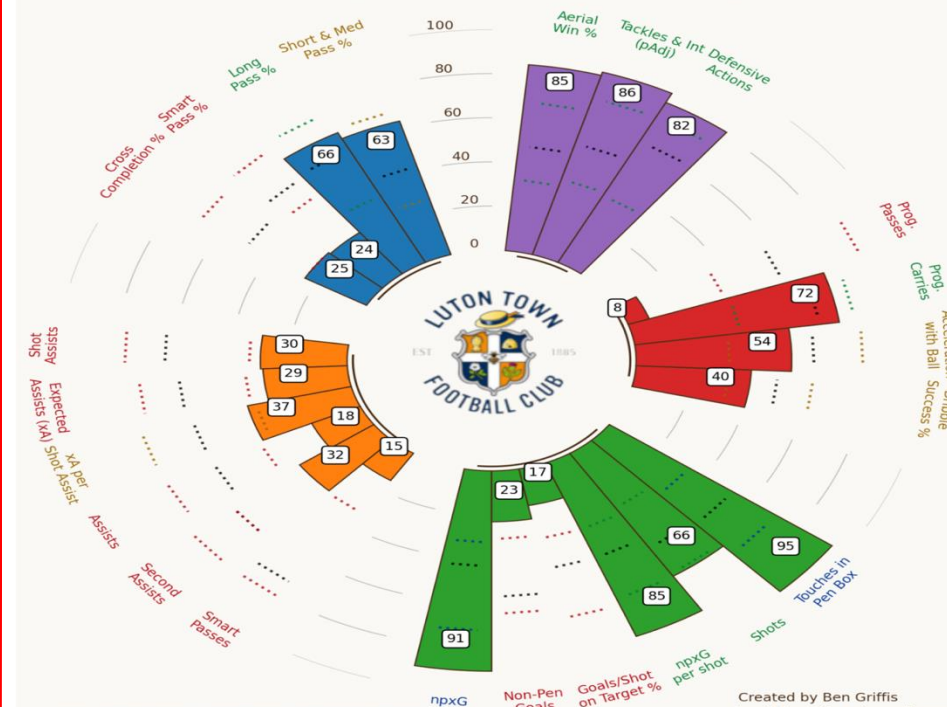 100
80
60
40
20
0
Aerial
Win %
Tackles & Int
(pAdj)
Defensive
Actions
85
86
82
Prog.
Passes
Prog.
Carries
with Ball
Success %
8
72
54
40
Touches in
Pen Box
Shots
npxG
per shot
Goals/Shot
on Target %
Non-Pen
Goals
npxG
95
66
85
17
23
91
Smart
Passes
Second
Assists
Assists
xA per
Shot Assist
Expected
Assists (xA)
Shot
Assists
15
32
18
37
29
30
Cross
Completion %
Smart
Pass %
Long
Pass %
Short & Med
Pass %
25
24
66
63
LUTON TOWN
EST 1885
FOOTBALL CLUB
Created by Ben Griffis